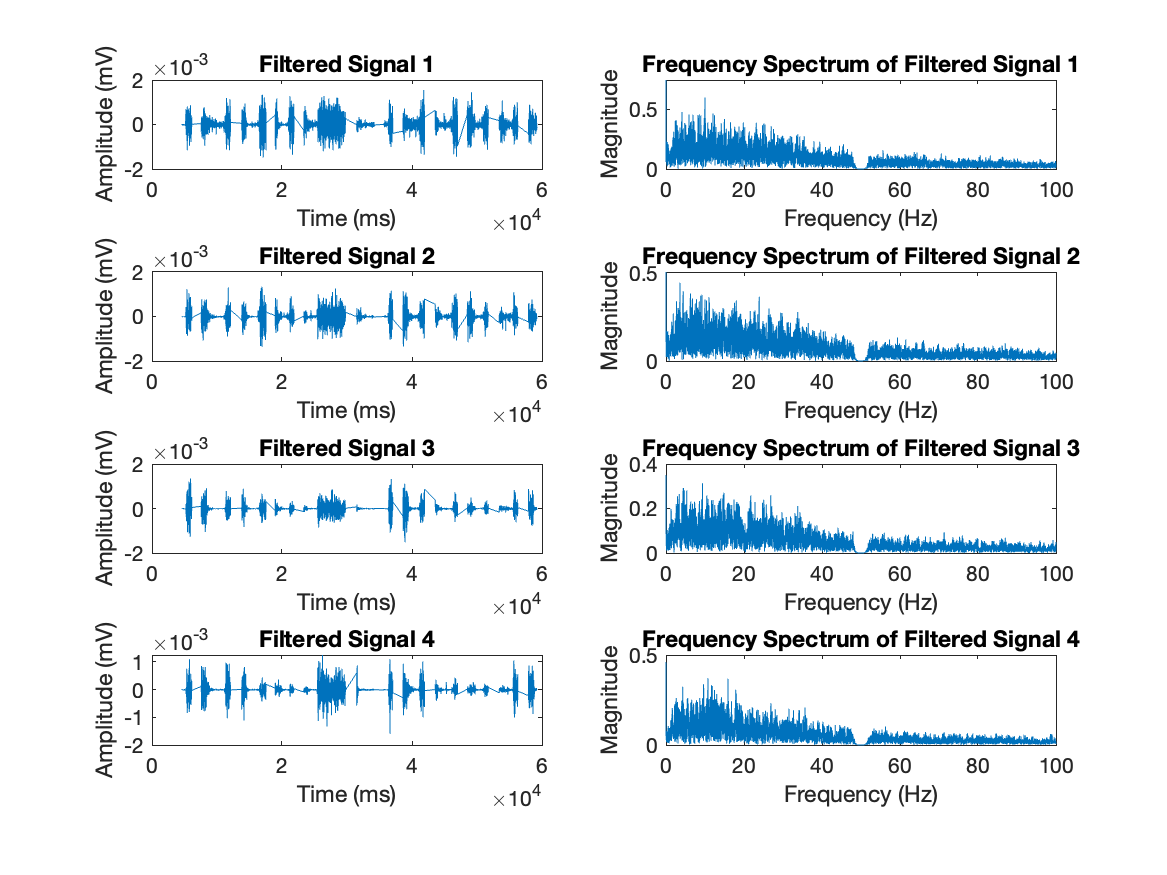 Filtered Signal 1
×10-3
Amplitude (mV)
2
0
-2
0 2 4 6
Time (ms)
×104
Frequency Spectrum of Filtered Signal 1
Magnitude
0.5
0
0 20 40 60 80 100
Frequency (Hz)
Filtered Signal 2
×10-3
Amplitude (mV)
2
0
-2
0 2 4 6
Time (ms)
×104
Frequency Spectrum of Filtered Signal 2
Magnitude
0.5
0
0 20 40 60 80 100
Frequency (Hz)
Filtered Signal 3
×10-3
Amplitude (mV)
2
0
-2
0 2 4 6
Time (ms)
×104
Frequency Spectrum of Filtered Signal 3
Magnitude
0.4
0.2
0
0 20 40 60 80 100
Frequency (Hz)
Filtered Signal 4
×10-3
Amplitude (mV)
1
0
-1
-2
0 2 4 6
Time (ms)
×104
Frequency Spectrum of Filtered Signal 4
Magnitude
0.5
0
0 20 40 60 80 100
Frequency (Hz)